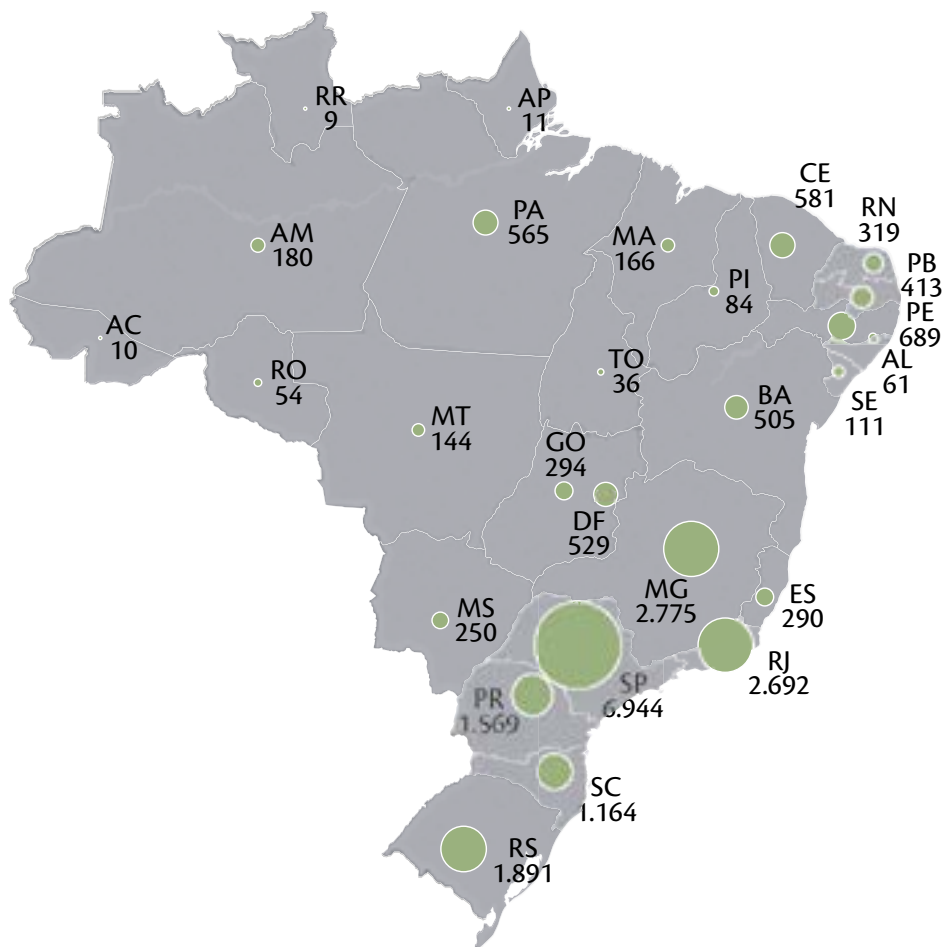 RR
9
AP
11
CE
581
RN
319
PA
565
AM
180
MA
166
PB
413
PI
84
PE
689
AC
10
AL
61
TO
36
RO
54
BA
505
SE
111
MT
144
GO
294
DF
529
MG
2.775
ES
290
MS
250
RJ
2.692
SP
6.944
PR
1.569
SC
1.164
RS
1.891